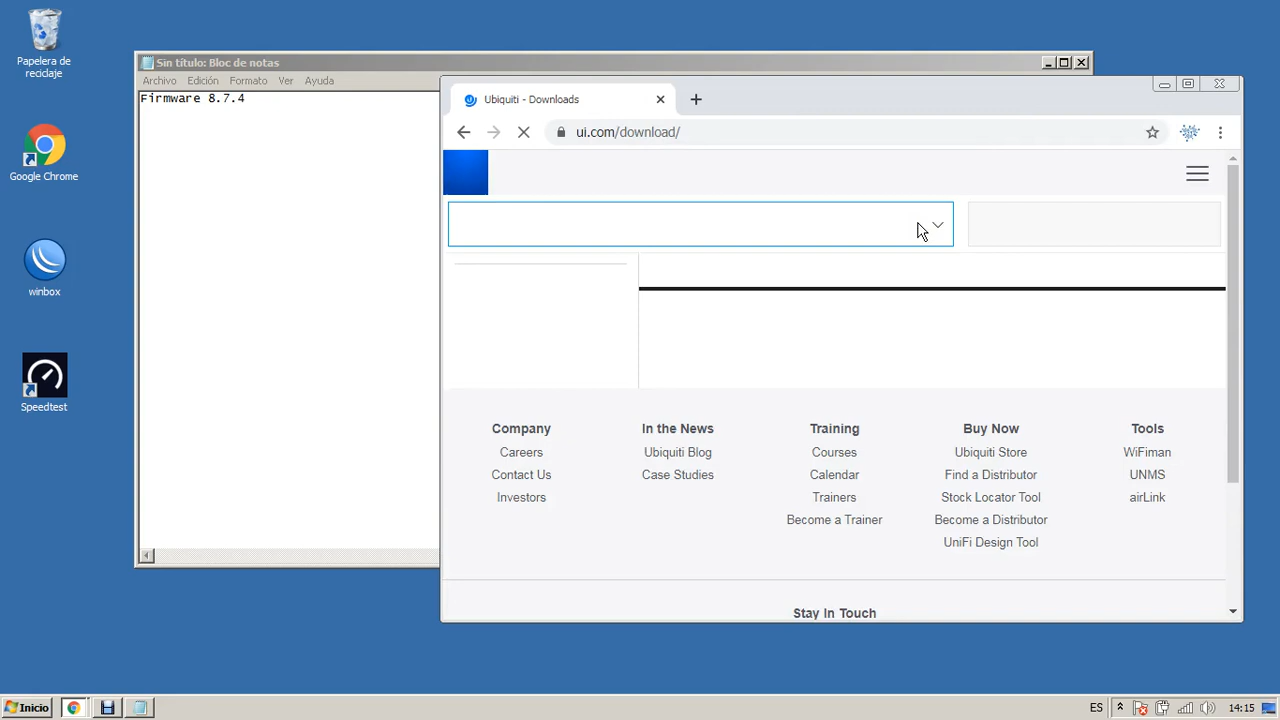 Papelera de
reciclaje
Google Chrome
winbox
Speedtest
Sin título: Bloc de notas
Archivo Edición Formato Ver Ayuda
Firmware 8.7.4
Ubiquiti - Downloads
ui.com/download/
Company
Careers
Contact Us
Investors
In the News
Ubiquiti Blog
Case Studies
Training
Courses
Calendar
Trainers
Become a Trainer
Buy Now
Ubiquiti Store
Find a Distributor
Stock Locator Tool
Become a Distributor
UniFi Design Tool
Tools
WiFiman
UNMS
airLink
Stay In Touch
Inicio
ES
14:15